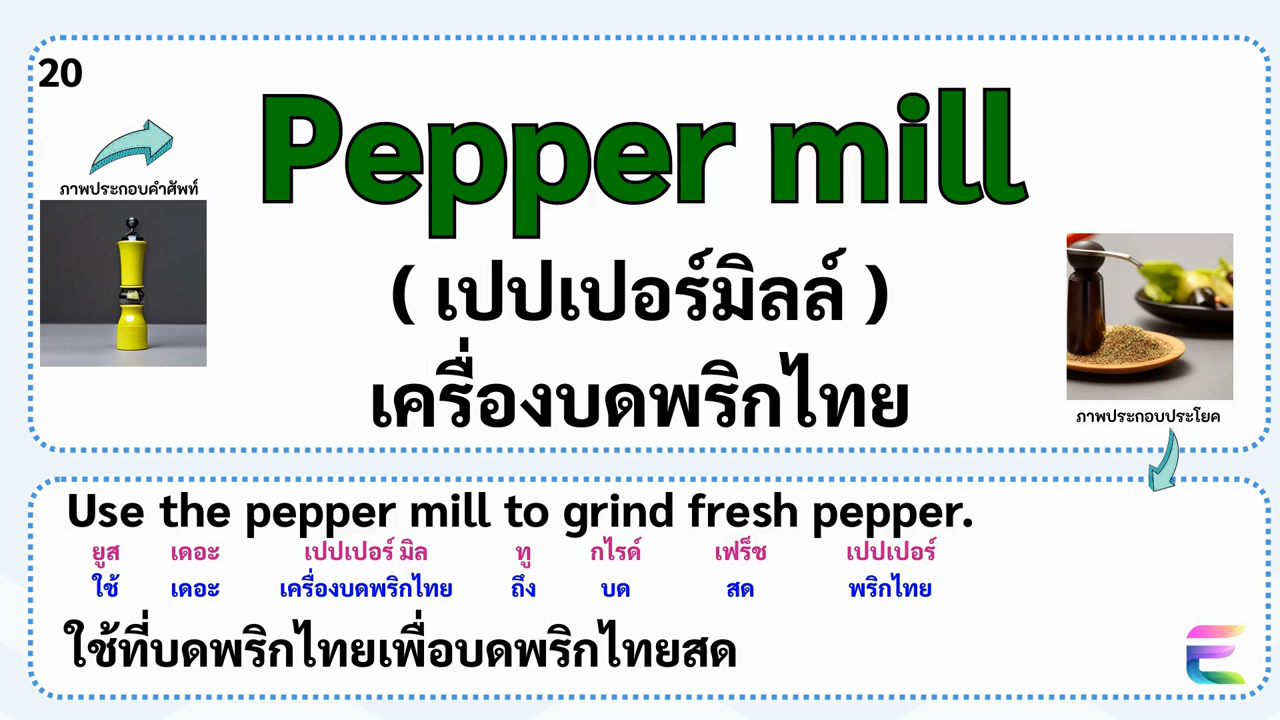 20
Pepper mill
ภาพประกอบคำศัพท์
( เปปเปอร์มิลล์ )
เครื่องบดพริกไทย
ภาพประกอบประโยค
Use the pepper mill to grind fresh pepper.
ยูส เดอะ เปปเปอร์ มิล ทู กไรด์ เฟร็ช เปปเปอร์
ใช้ เดอะ เครื่องบดพริกไทย ถึง บด สด พริกไทย
ใช้ที่บดพริกไทยเพื่อบดพริกไทยสด